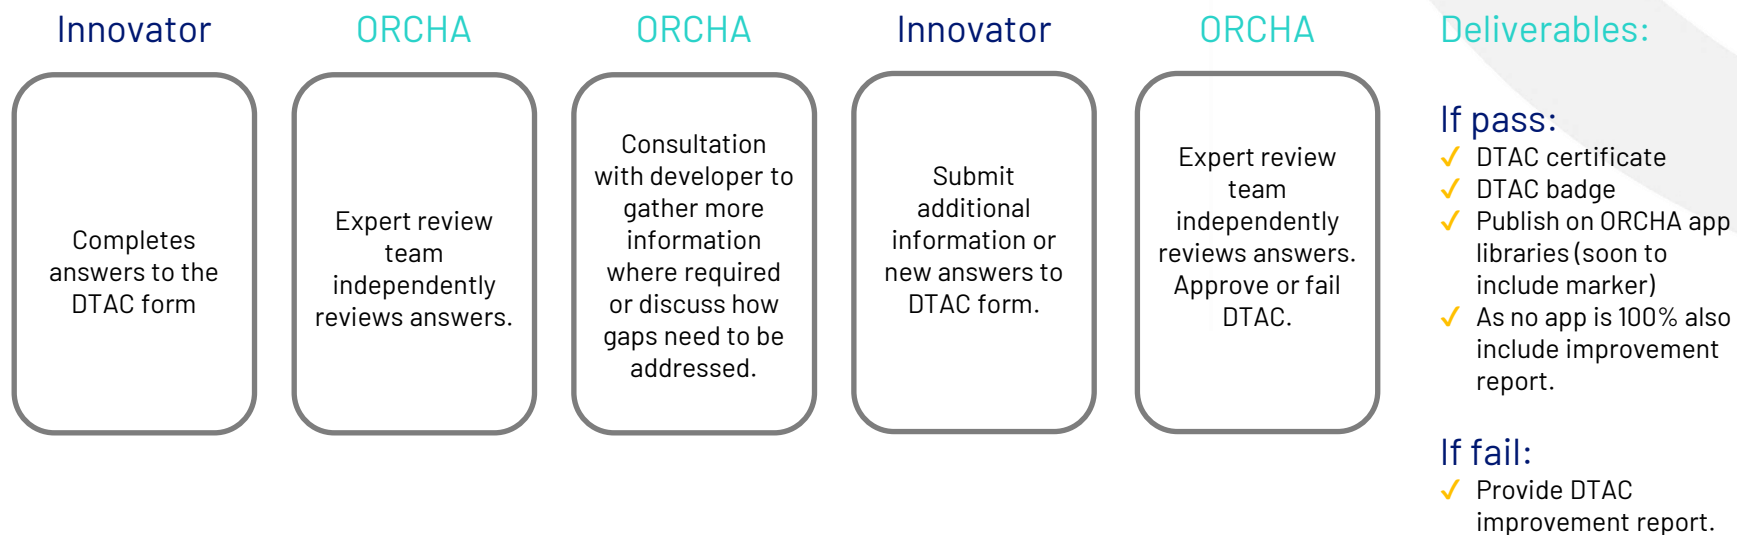 Innovator
Completes
answers to the
DTAC form
ORCHA
Expert review
team
independently
reviews answers.
ORCHA
Consultation
with developer to
gather more
information
where required
or discuss how
gaps need to be
addressed.
Innovator
Submit
additional
information or
new answers to
DTAC form.
ORCHA
Expert review
team
independently
reviews answers.
Approve or fail
DTAC.
Deliverables:
If pass:
✓ DTAC certificate
✓ DTAC badge
✓ Publish on ORCHA app
libraries (soon to
include marker)
✓ As no app is 100% also
include improvement
report.
If fail:
✓ Provide DTAC
improvement report.